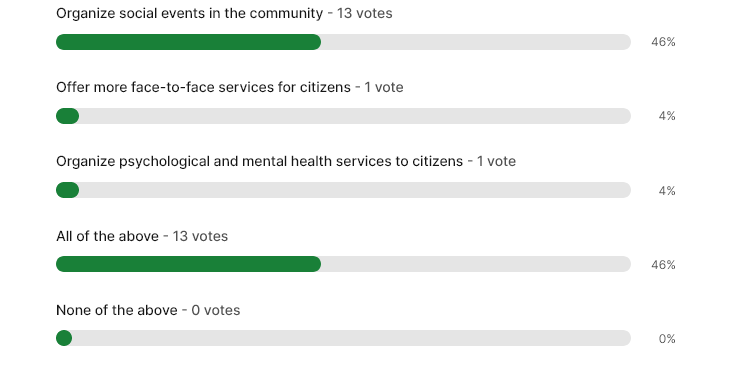 Organize social events in the community - 13 votes
46%
Offer more face-to-face services for citizens - 1 vote
4%
Organize psychological and mental health services to citizens - 1 vote
4%
All of the above - 13 votes
46%
None of the above - 0 votes
0%